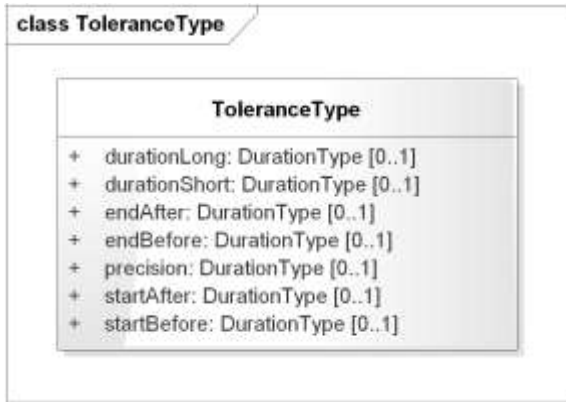 class ToleranceType
ToleranceType
+ durationLong: DurationType [0..1]
+ durationShort: DurationType [0..1]
+ endAfter: DurationType [0..1]
+ endBefore: DurationType [0..1]
+ precision: DurationType [0..1]
+ startAfter: DurationType [0..1]
+ startBefore: DurationType [0..1]